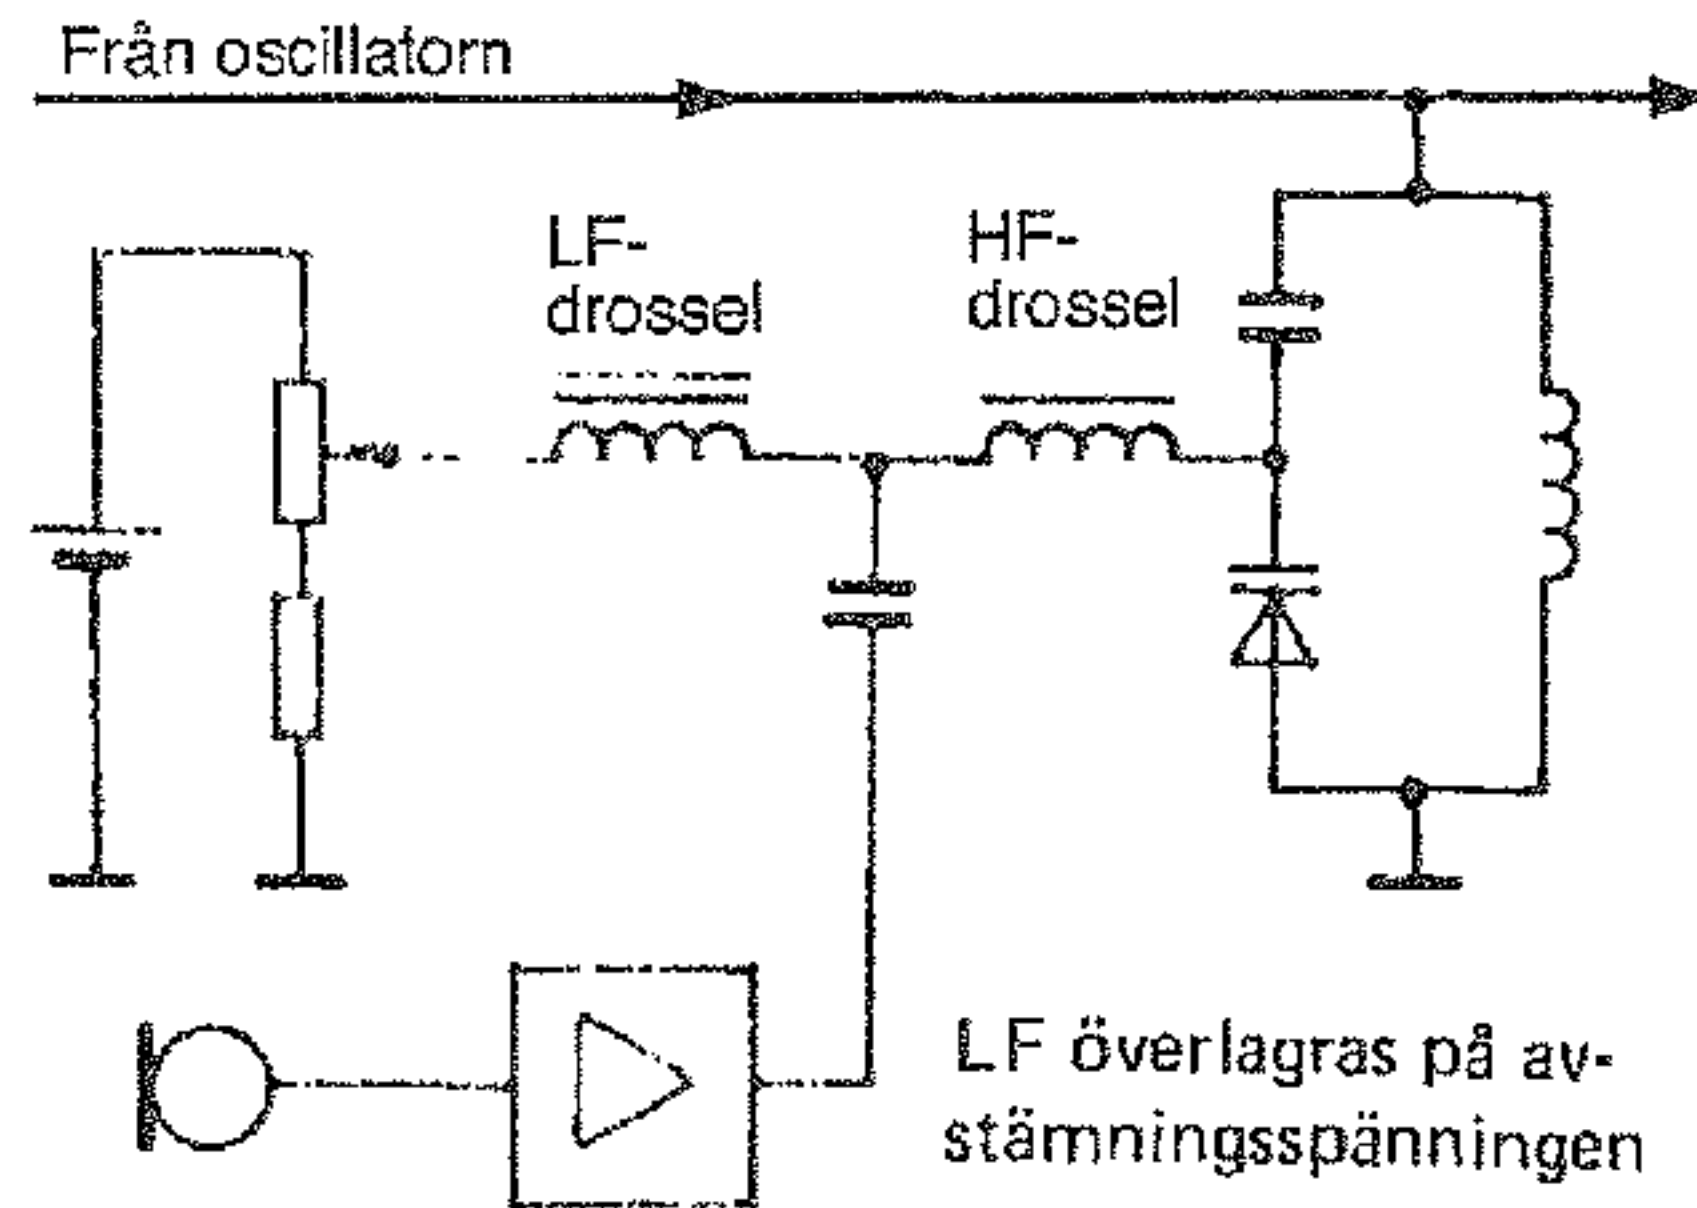 Från oscillatorn
LF-
drossel
HF-
drossel
LF överlagras på av-
stämningsspänningen